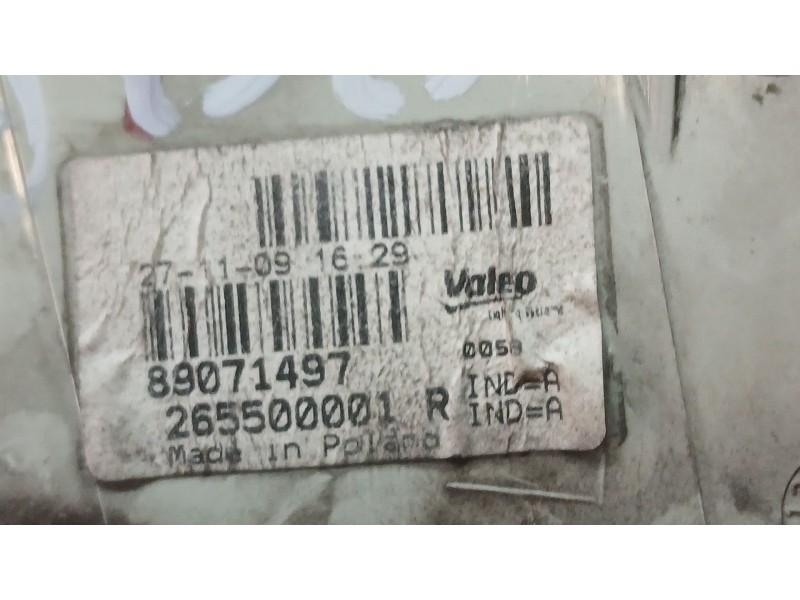 27-11-09 16:29
Valeo
89071497
0058
IND=A
265500001 R IND=A
Made in Poland